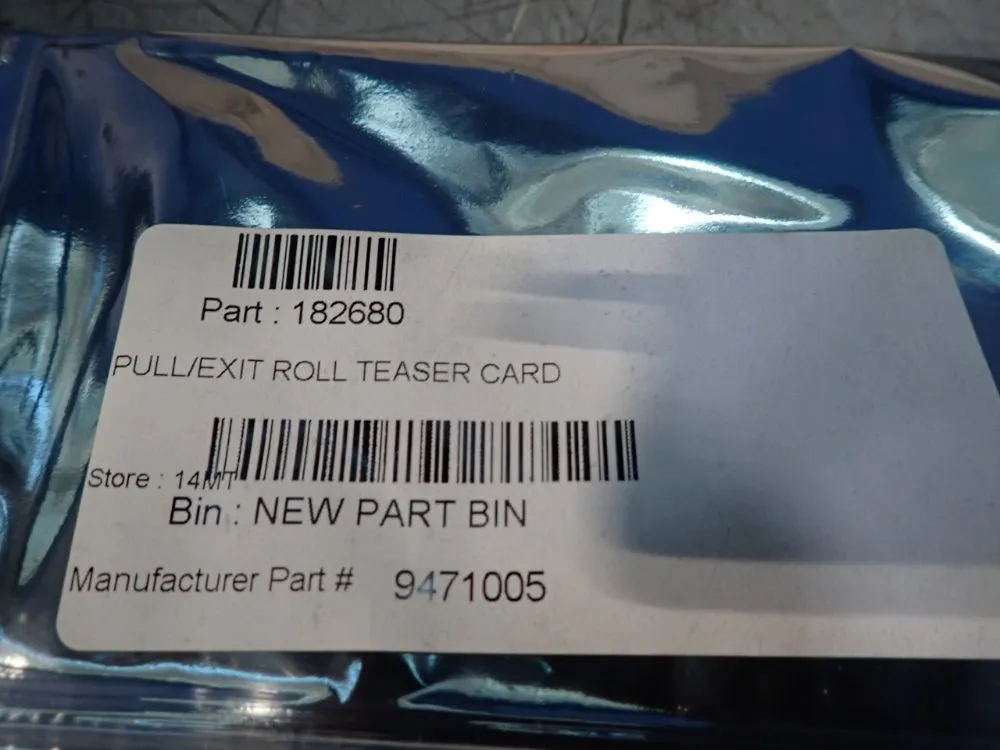 Part : 182680
PULL/EXIT ROLL TEASER CARD
Store : 14MT
Bin : NEW PART BIN
Manufacturer Part # 9471005